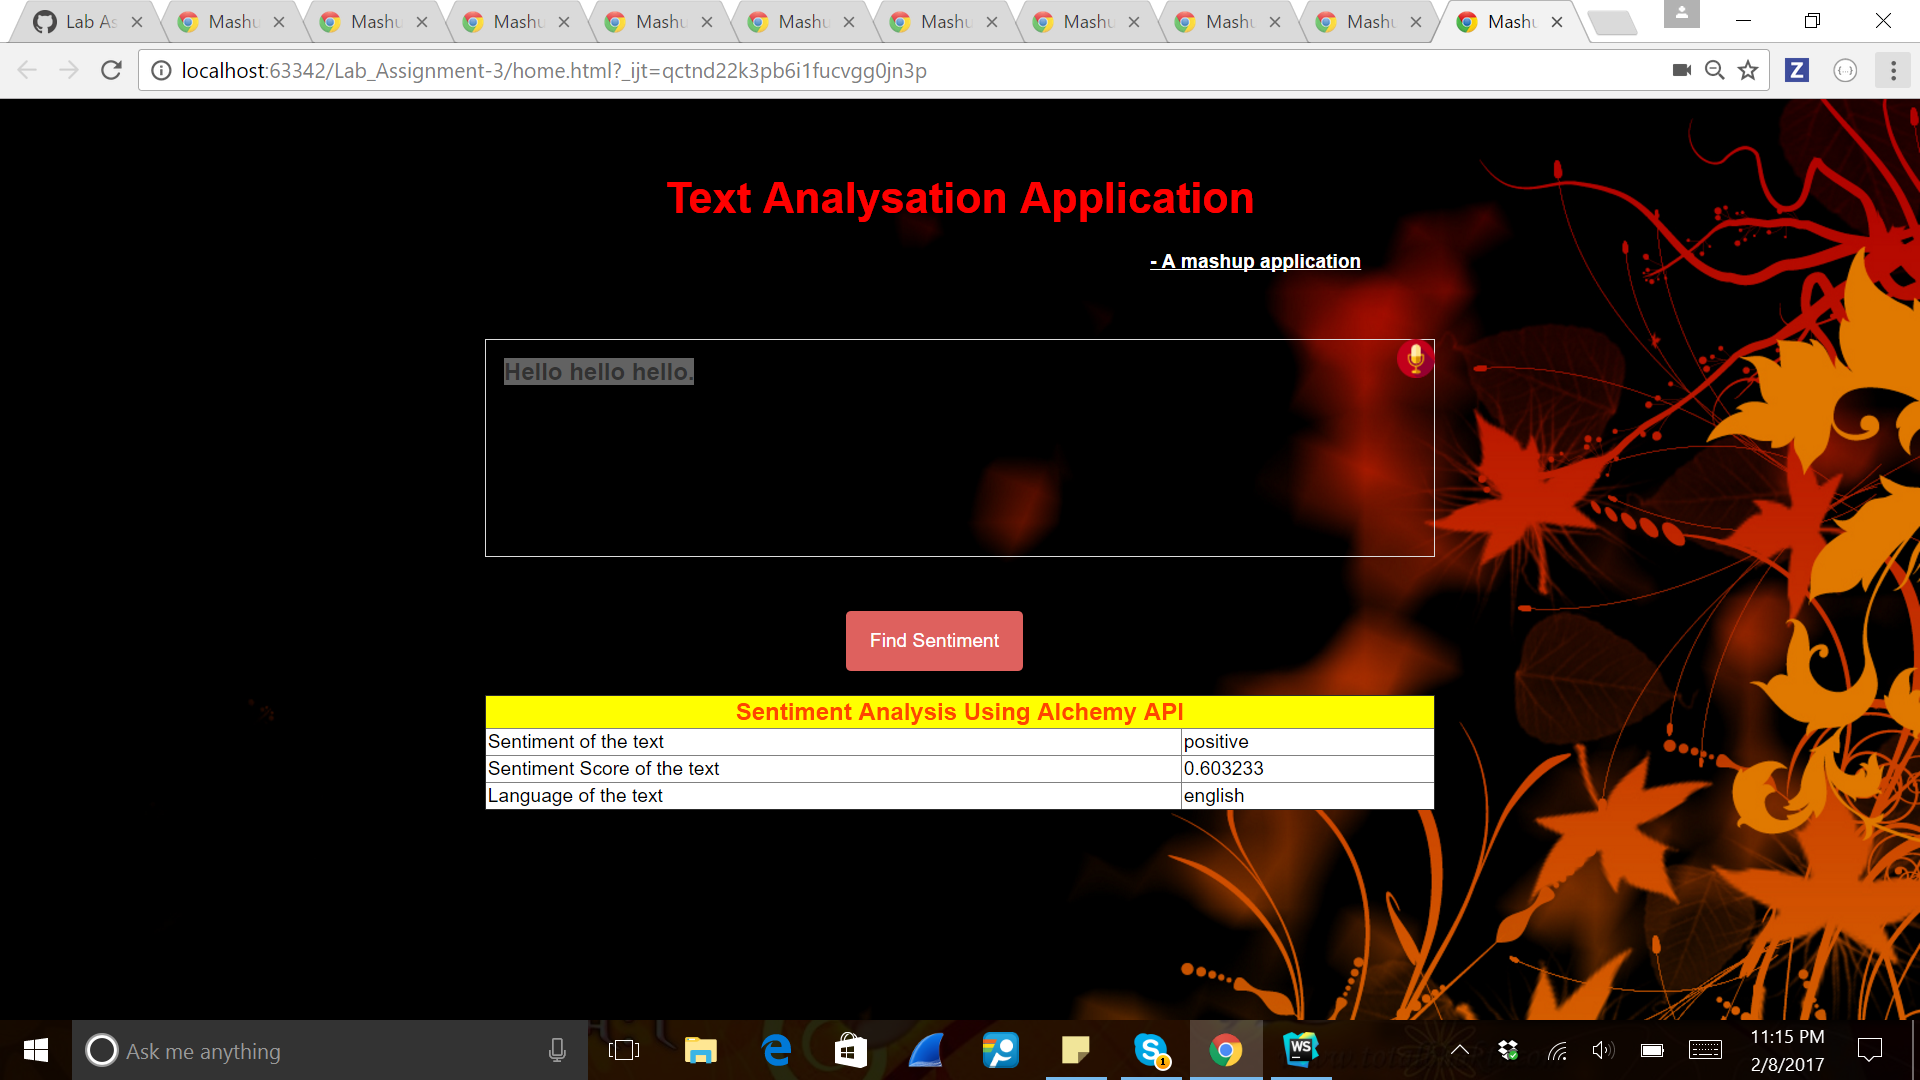 Lab As
Mashu
Mashu
Mashu
Mashu
Mashu
Mashu
Mashu
Mashu
Mashu
Mashu
localhost:63342/Lab_Assignment-3/home.html?_ijt=qctnd22k3pb6i1fucvgg0jn3p
Z
Text Analysation Application
- A mashup application
Hello hello hello.
Find Sentiment
Sentiment Analysis Using Alchemy API
Sentiment of the text positive
Sentiment Score of the text 0.603233
Language of the text english
Ask me anything
S
1
WS
11:15 PM
2/8/2017